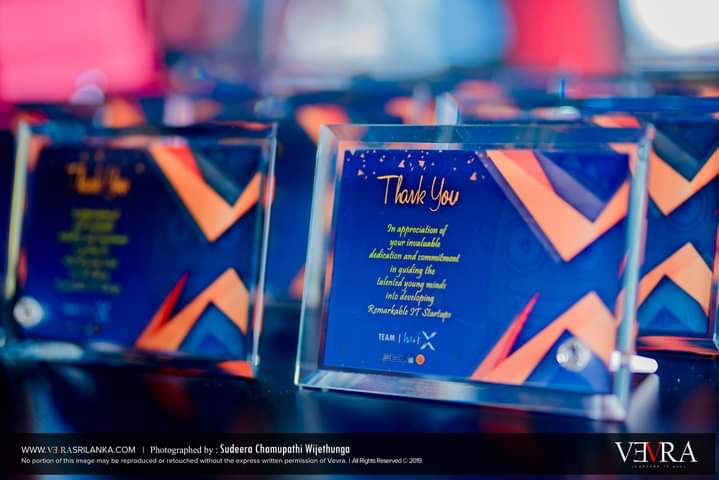 Thank You
Thank You
In appreciation of
your invaluable
dedication and commitment
in guiding the
talented young minds
into developing
Remarkable IT Startups
TEAM
WWW.VEVRASRILANKA.COM | Photographed by : Sudeera Chamupathi Wijethunga
No portion of this image may be reproduced or retouched without the express written permission of Vevra. | All Rights Reserved © 2019
VEVRA